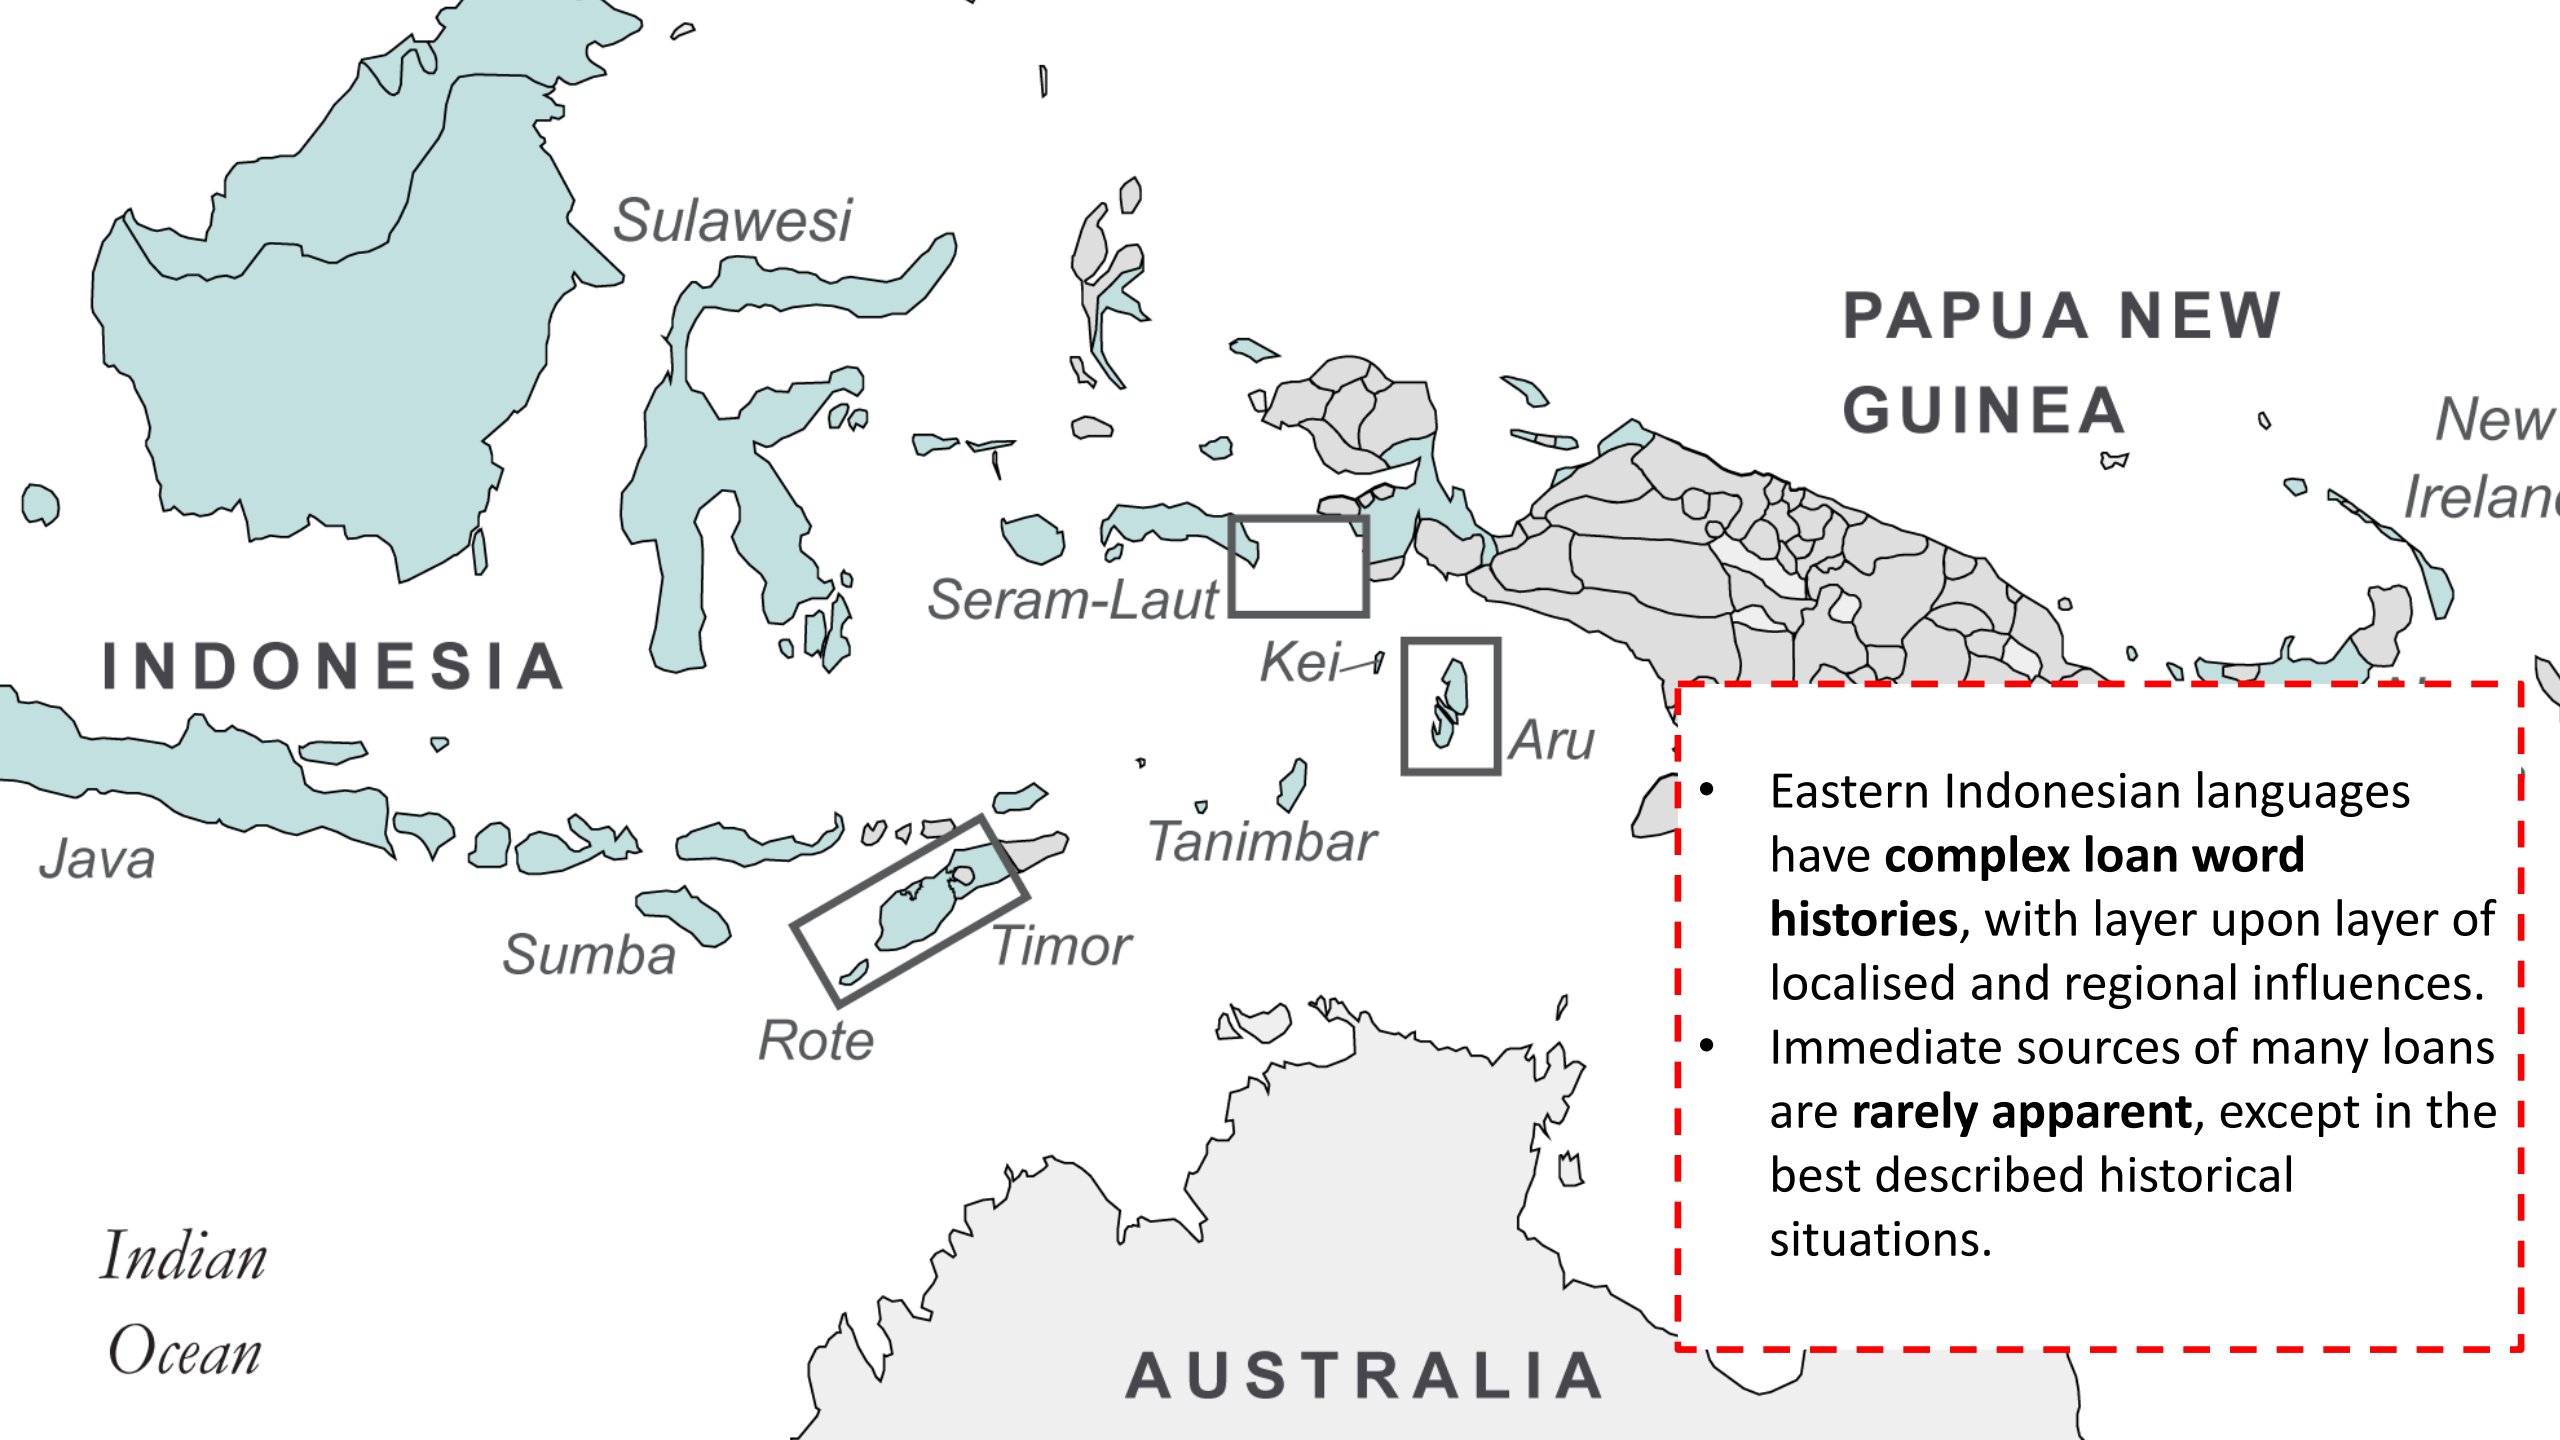 Sulawesi
PAPUA NEW
GUINEA
New
Seram-Laut
INDONESIA
Kei
Aru
Java
Tanimbar
Sumba
Timor
Rote
Indian
Ocean
AUSTRALIA
• Eastern Indonesian languages
have complex loan word
histories, with layer upon layer of
localised and regional influences.
• Immediate sources of many loans
are rarely apparent, except in the
best described historical
situations.